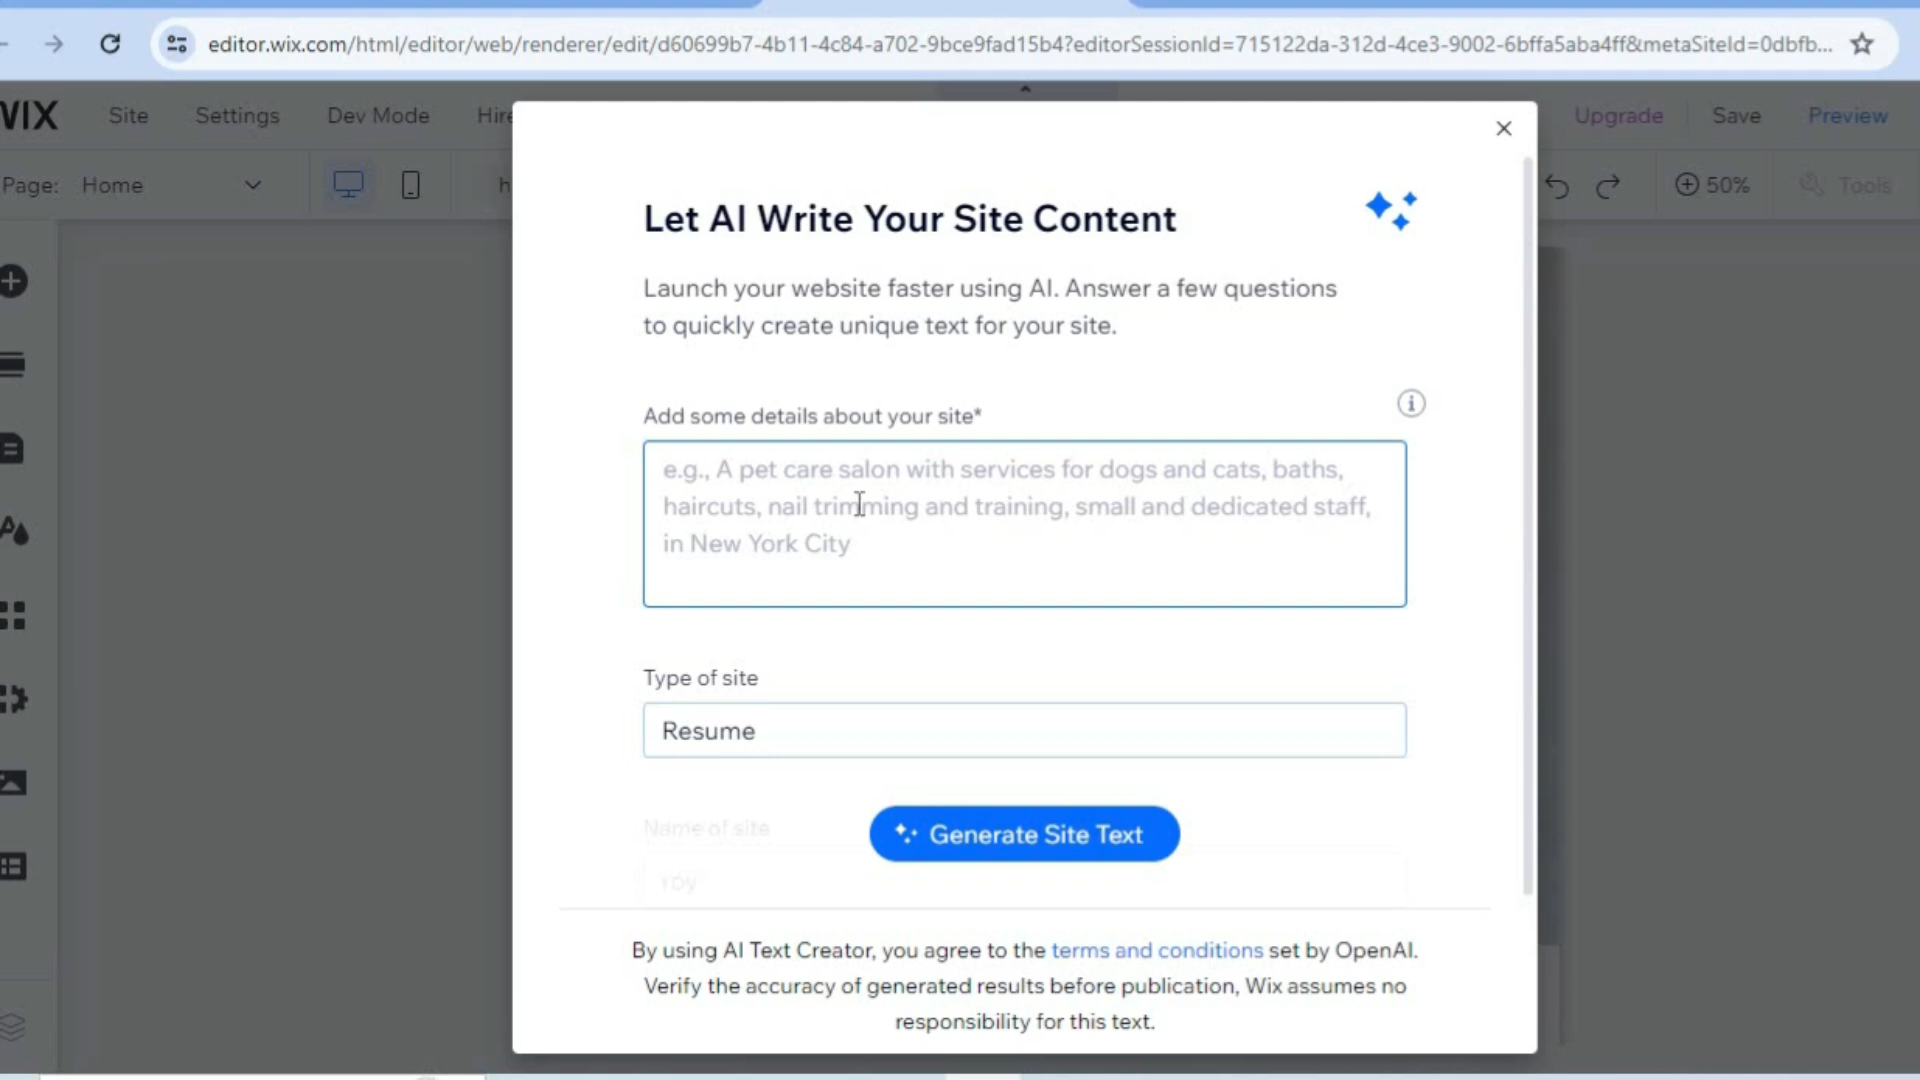 editor.wix.com/html/editor/web/renderer/edit/d60699b7-4b11-4c84-a702-9bce9fad15b4?editorSessionId=715122da-312d-4ce3-9002-6bffa5aba4ff&metaSiteId=0dbfb...
WIX Site Settings Dev Mode Hire Upgrade Save Preview
Page: Home h 50% Tools
Let AI Write Your Site Content
Launch your website faster using AI. Answer a few questions
to quickly create unique text for your site.
Add some details about your site*
e.g., A pet care salon with services for dogs and cats, baths,
haircuts, nail trimming and training, small and dedicated staff,
in New York City
Type of site
Resume
Name of site
Generate Site Text
By using AI Text Creator, you agree to the terms and conditions set by OpenAI.
Verify the accuracy of generated results before publication, Wix assumes no
responsibility for this text.